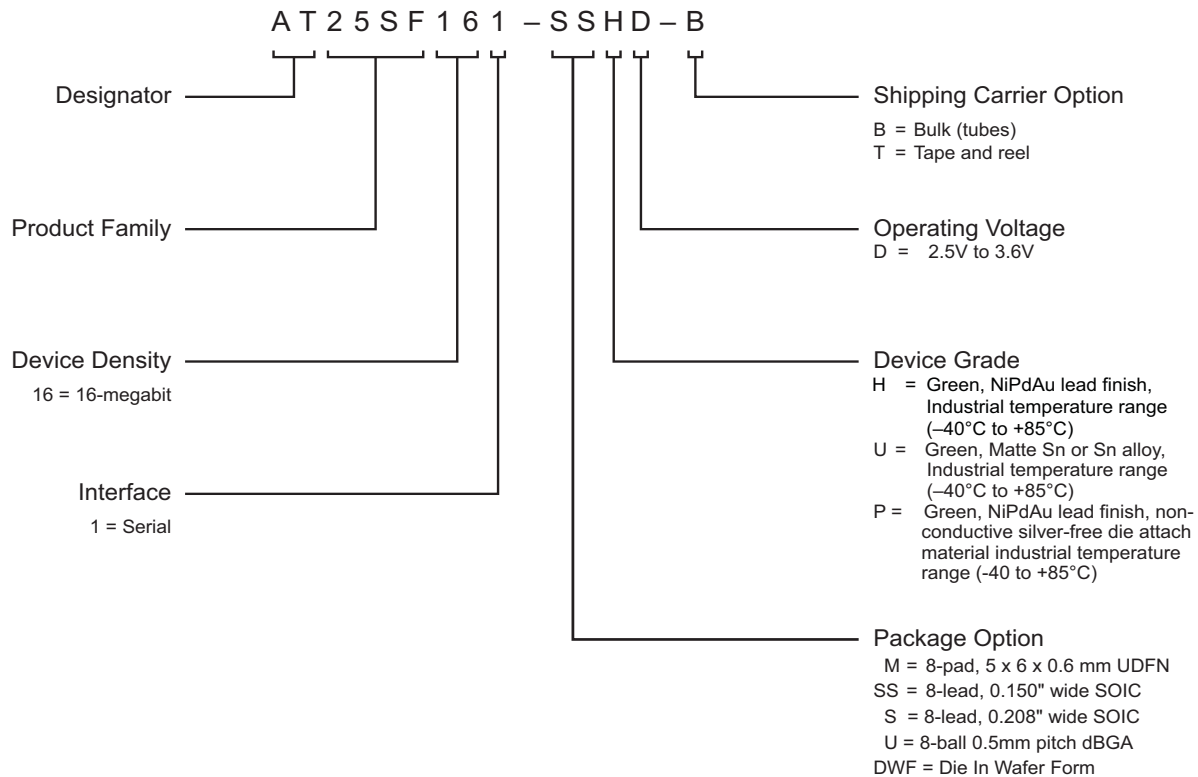 AT25SF161–SSHD–B
Designator
Shipping Carrier Option
B = Bulk (tubes)
T = Tape and reel
Product Family
Operating Voltage
D = 2.5V to 3.6V
Device Density
16 = 16-megabit
Device Grade
H = Green, NiPdAu lead finish,
Industrial temperature range
(–40°C to +85°C)
U = Green, Matte Sn or Sn alloy,
Industrial temperature range
(–40°C to +85°C)
P = Green, NiPdAu lead finish, non-
conductive silver-free die attach
material industrial temperature
range (-40 to +85°C)
Interface
1 = Serial
Package Option
M = 8-pad, 5 x 6 x 0.6 mm UDFN
SS = 8-lead, 0.150" wide SOIC
S = 8-lead, 0.208" wide SOIC
U = 8-ball 0.5mm pitch dBGA
DWF = Die In Wafer Form